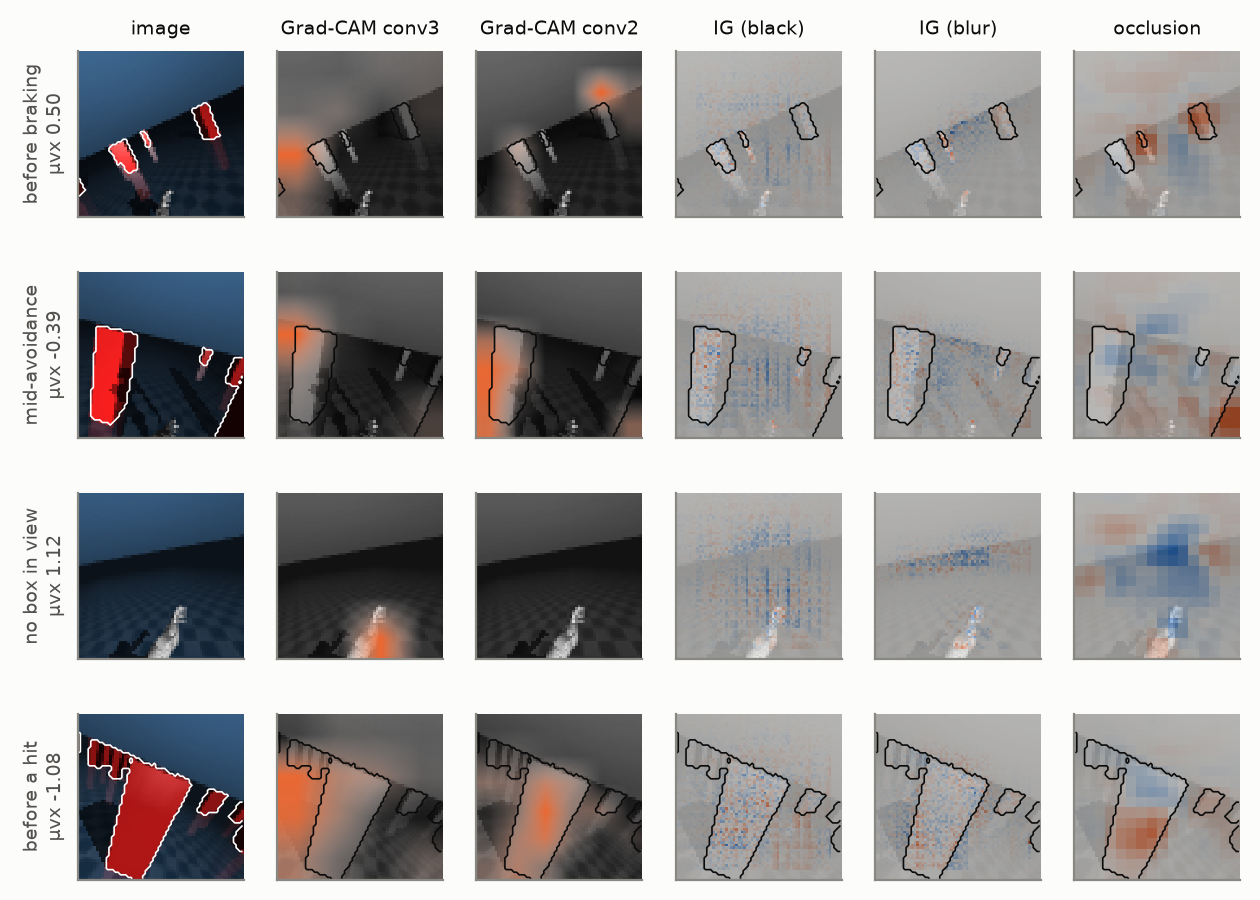 image Grad-CAM conv3 Grad-CAM conv2 IG (black) IG (blur) occlusion
before braking
µvx 0.50
mid-avoidance
µvx -0.39
no box in view
µvx 1.12
before a hit
µvx -1.08